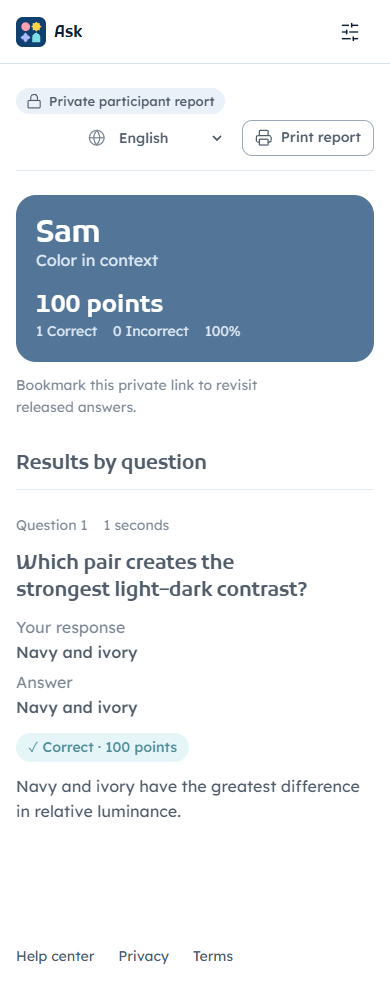 Ask
Private participant report
English
Print report
Sam
Color in context
100 points
1 Correct 0 Incorrect 100%
Bookmark this private link to revisit
released answers.
Results by question
Question 1 1 seconds
Which pair creates the
strongest light–dark contrast?
Your response
Navy and ivory
Answer
Navy and ivory
✓ Correct · 100 points
Navy and ivory have the greatest difference
in relative luminance.
Help center Privacy Terms